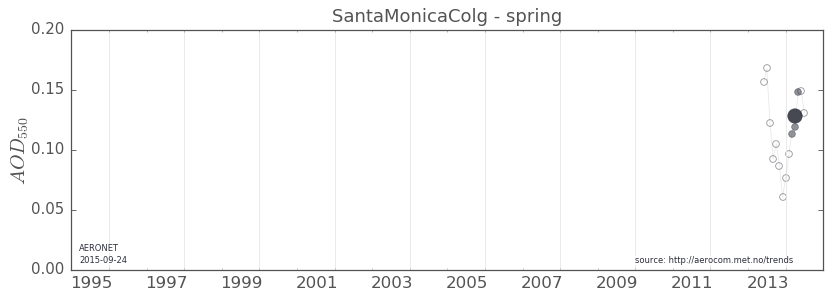 SantaMonicaColg - spring
0.20
0.15
0.10
0.05
0.00
AOD550
AERONET
2015-09-24
source: http://aerocom.met.no/trends
1995 1997 1999 2001 2003 2005 2007 2009 2011 2013